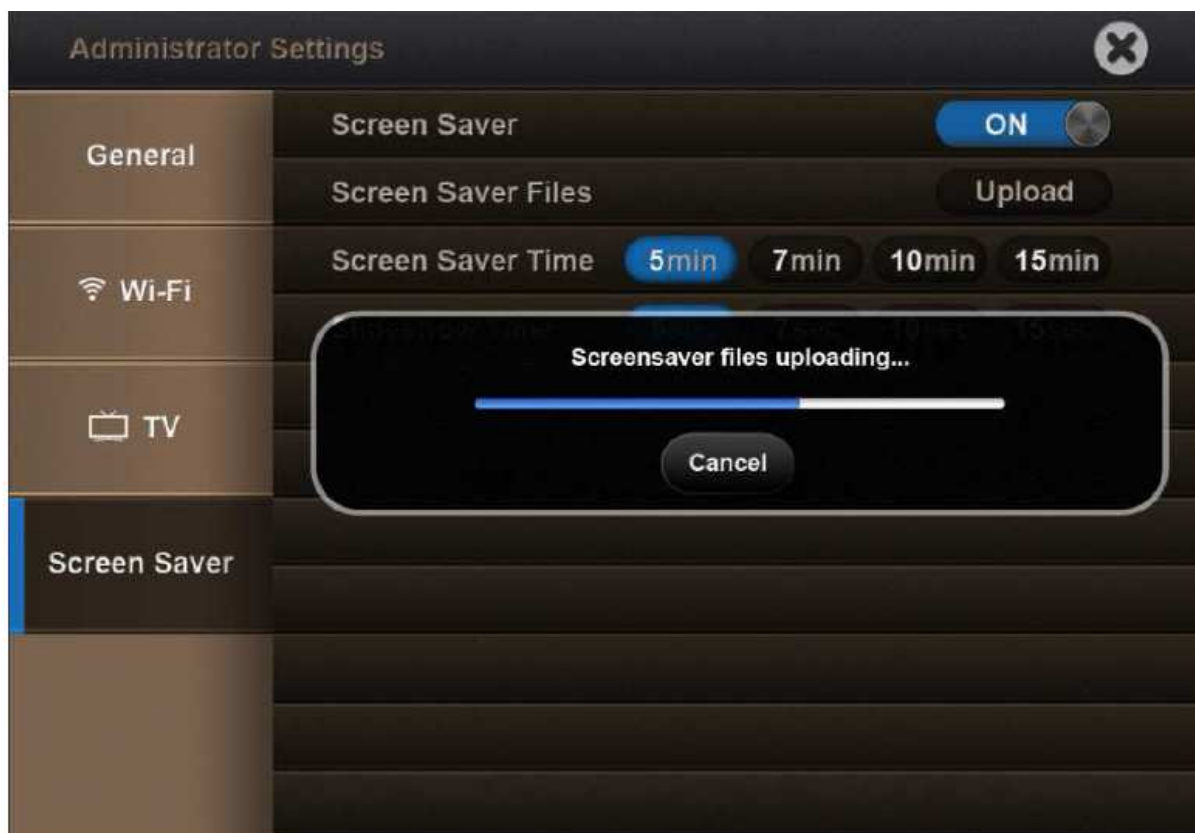 Administrator Settings
General
Wi-Fi
TV
Screen Saver
Screen Saver ON
Screen Saver Files Upload
Screen Saver Time 5min 7min 10min 15min
Screensaver files uploading...
Cancel